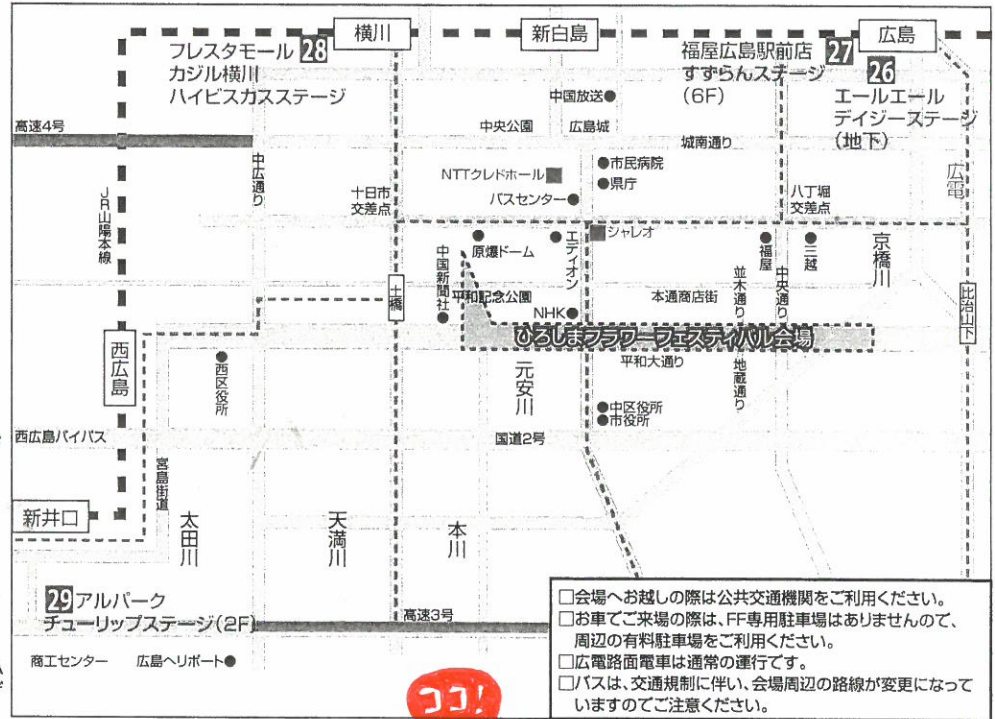 横川
新白島
広島
フレスタモール 28
カジル横川
ハイビスカスステージ
福屋広島駅前店 27
すずらんステージ
(6F)
26
エールエール
デイジーステージ
(地下)
中国放送●
中央公園
広島城
高速4号
城南通り
●市民病院
●県庁
NTTクレドホール■
バスセンター●
中広通り
十日市
交差点
八丁堀
交差点
広電
JR山陽本線
■シャレオ
●原爆ドーム
●エディオン
●福屋
●三越
京橋川
中国新聞社●
平和記念公園
本通商店街
並木通り
中央通り
土橋
比治山下
NHK●
ひろしまフラワーフェスティバル会場
平和大通り
地蔵通り
西広島
●西区役所
元安川
●中区役所
●市役所
西広島バイパス
国道2号
宮島街道
新井口
太田川
天満川
本川
29 アルパーク
チューリップステージ(2F)
高速3号
商工センター
広島ヘリポート●
ココ!
□会場へお越しの際は公共交通機関をご利用ください。
□お車でご来場の際は、FF専用駐車場はありませんので、
周辺の有料駐車場をご利用ください。
□広電路面電車は通常の運行です。
□バスは、交通規制に伴い、会場周辺の路線が変更になって
いますのでご注意ください。